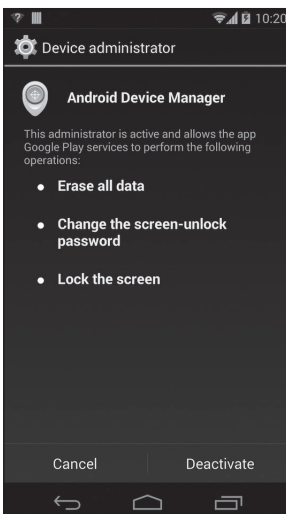 10:20
Device administrator
Android Device Manager
This administrator is active and allows the app
Google Play services to perform the following
operations:
● Erase all data
● Change the screen-unlock
password
● Lock the screen
Cancel Deactivate